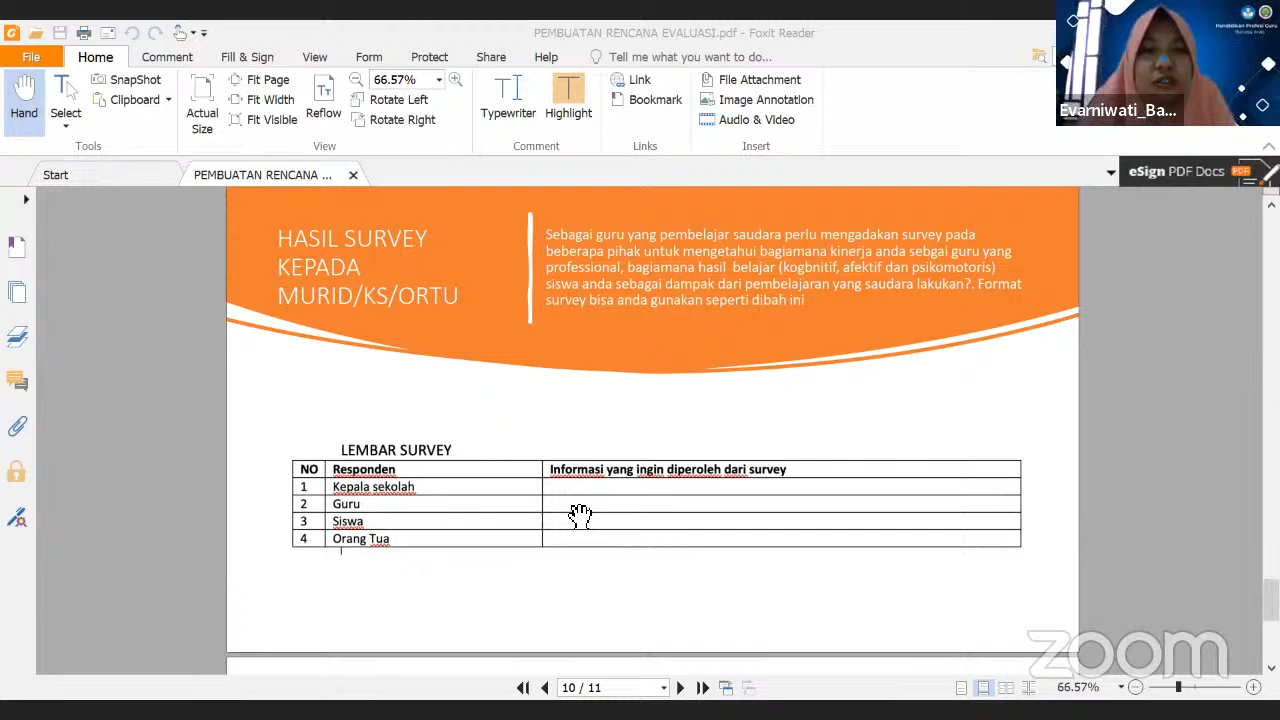 PEMBUATAN RENCANA EVALUASI.pdf - Foxit Reader
File Home Comment Fill & Sign View Form Protect Share Help Tell me what you want to do...
Hand
Select
SnapShot
Clipboard
Tools
Actual Size
Fit Page
Fit Width
Fit Visible
Reflow
66.57%
Rotate Left
Rotate Right
View
Typewriter
Highlight
Comment
Link
Bookmark
Links
File Attachment
Image Annotation
Audio & Video
Insert
Pendidikan Profesi Guru
Evarniwati_Ba...
Start
PEMBUATAN RENCANA ...
eSign PDF Docs
PDF
HASIL SURVEY
KEPADA
MURID/KS/ORTU
Sebagai guru yang pembelajar saudara perlu mengadakan survey pada
beberapa pihak untuk mengetahui bagiamana kinerja anda sebgai guru yang
professional, bagiamana hasil belajar (kogbnitif, afektif dan psikomotoris)
siswa anda sebagai dampak dari pembelajaran yang saudara lakukan?. Format
survey bisa anda gunakan seperti dibah ini
LEMBAR SURVEY
NO Responden Informasi yang ingin diperoleh dari survey
1 Kepala sekolah
2 Guru
3 Siswa
4 Orang Tua
zoom
10 / 11
66.57%